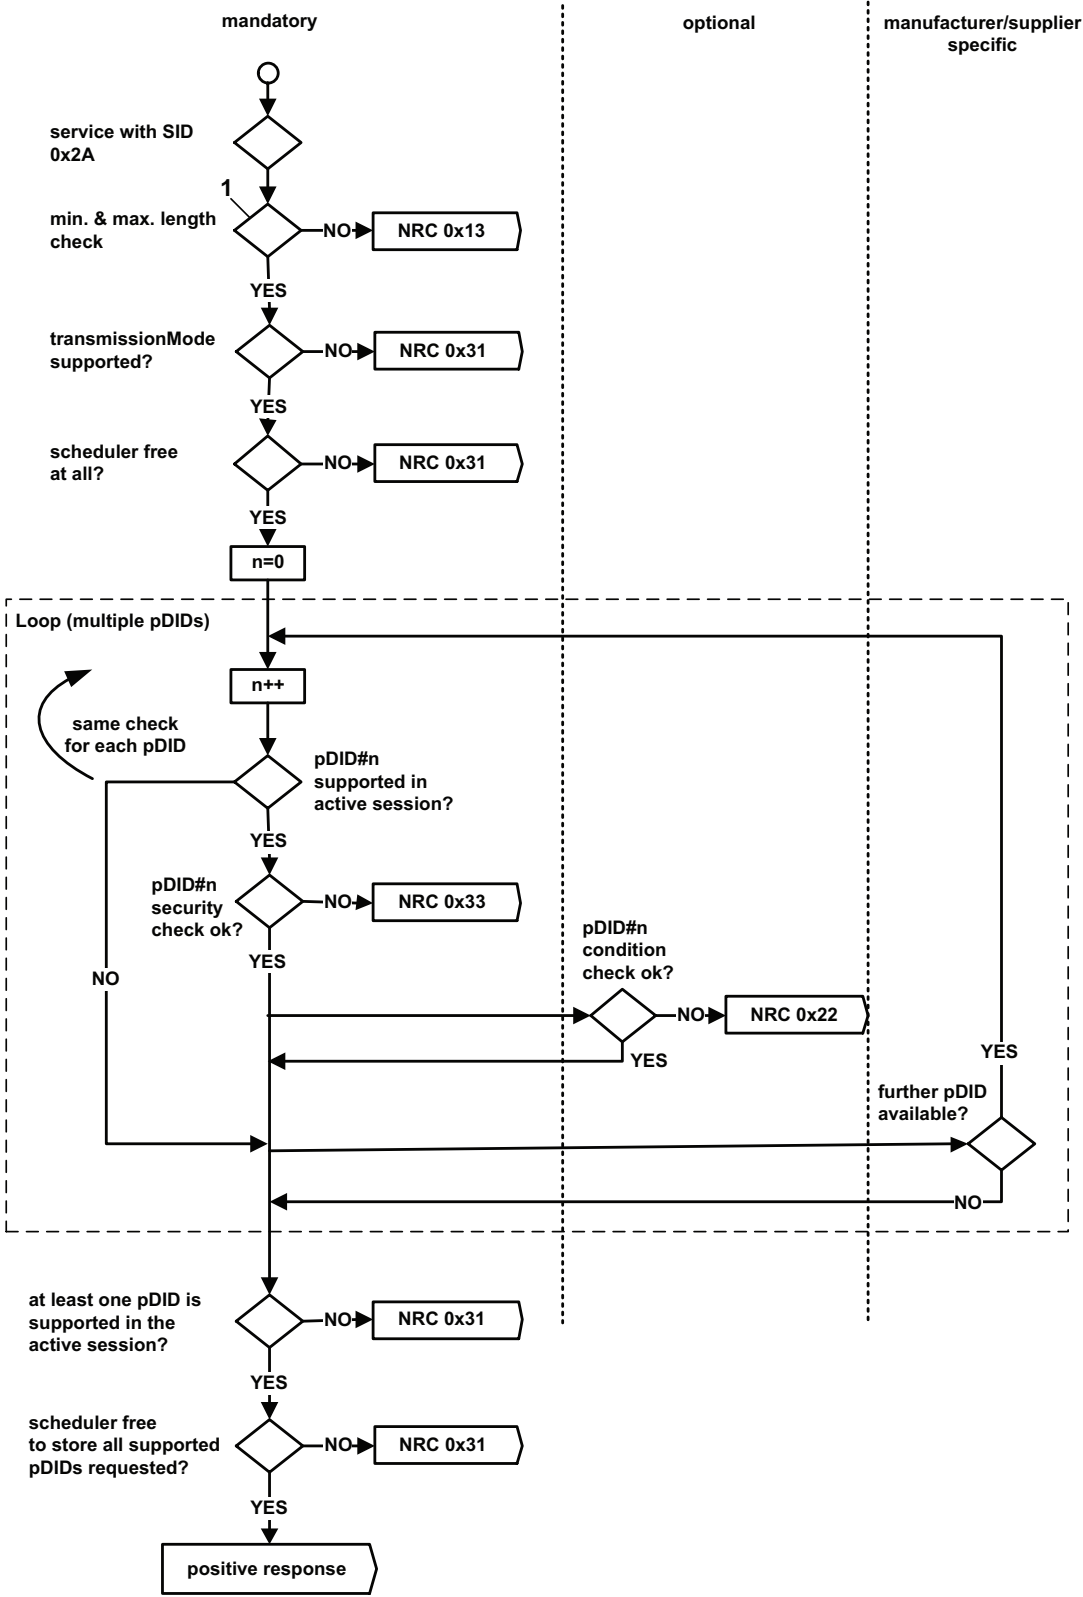 mandatory
optional
manufacturer/supplier
specific
service with SID
0x2A
1
min. & max. length
check
NO
NRC 0x13
YES
transmissionMode
supported?
NO
NRC 0x31
YES
scheduler free
at all?
NO
NRC 0x31
YES
n=0
Loop (multiple pDIDs)
n++
same check
for each pDID
pDID#n
supported in
active session?
YES
pDID#n
security
check ok?
NO
NRC 0x33
YES
NO
pDID#n
condition
check ok?
NO
NRC 0x22
YES
YES
further pDID
available?
NO
at least one pDID is
supported in the
active session?
NO
NRC 0x31
YES
scheduler free
to store all supported
pDIDs requested?
NO
NRC 0x31
YES
positive response